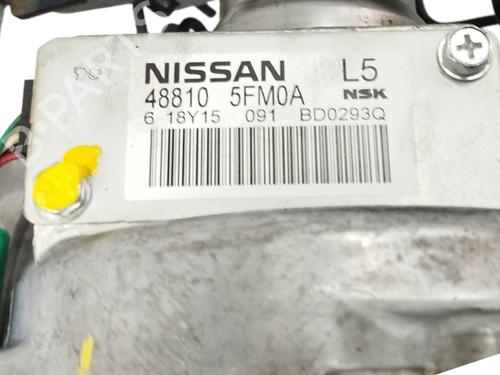 NISSAN L5
48810 5FM0A NSK
6 18Y15 091 BD0293Q